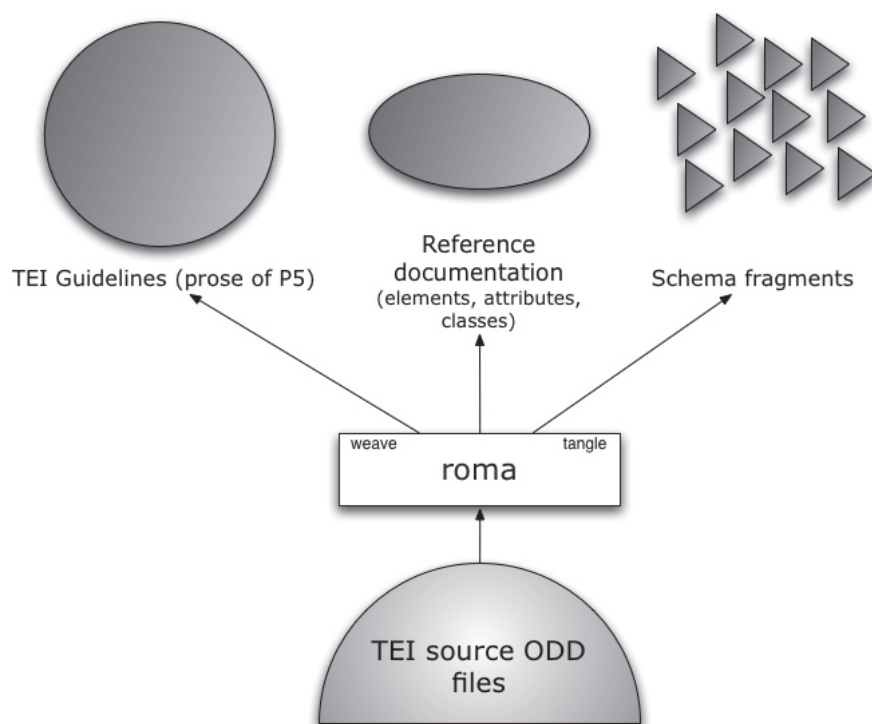 TEI Guidelines (prose of P5)
Reference
documentation
(elements, attributes,
classes)
Schema fragments
weave
tangle
roma
TEI source ODD
files